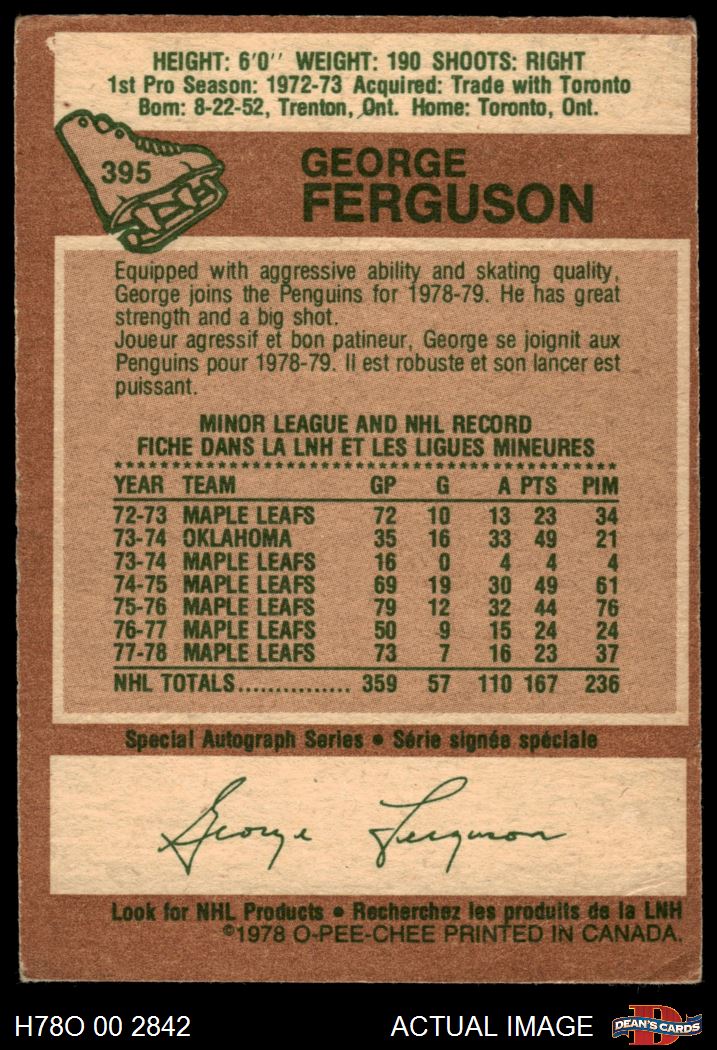 HEIGHT: 6'0'' WEIGHT: 190 SHOOTS: RIGHT
1st Pro Season: 1972-73 Acquired: Trade with Toronto
Born: 8-22-52, Trenton, Ont. Home: Toronto, Ont.
395
GEORGE
FERGUSON
Equipped with aggressive ability and skating quality,
George joins the Penguins for 1978-79. He has great
strength and a big shot.
Joueur agressif et bon patineur, George se joignit aux
Penguins pour 1978-79. Il est robuste et son lancer est
puissant.
MINOR LEAGUE AND NHL RECORD
FICHE DANS LA LNH ET LES LIGUES MINEURES
YEAR TEAM GP G A PTS PIM
72-73 MAPLE LEAFS 72 10 13 23 34
73-74 OKLAHOMA 35 16 33 49 21
73-74 MAPLE LEAFS 16 0 4 4 4
74-75 MAPLE LEAFS 69 19 30 49 61
75-76 MAPLE LEAFS 79 12 32 44 76
76-77 MAPLE LEAFS 50 9 15 24 24
77-78 MAPLE LEAFS 73 7 16 23 37
NHL TOTALS............... 359 57 110 167 236
Special Autograph Series • Série signée spéciale
George Ferguson
Look for NHL Products • Recherchez les produits de la LNH
©1978 O-PEE-CHEE PRINTED IN CANADA.
H78O 00 2842 ACTUAL IMAGE D DEAN'S CARDS